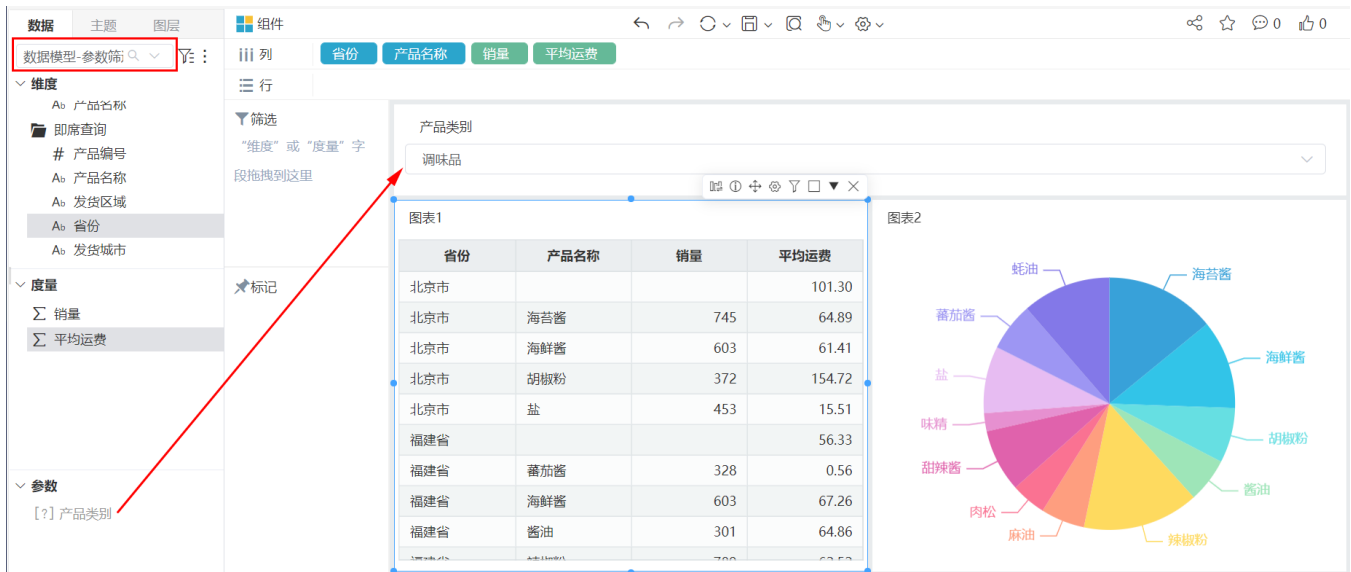 数据 主题 图层
组件
0 0
数据模型-参数筛
列 省份 产品名称 销量 平均运费
维度
行
Ab 产品名称
即席查询
# 产品编号
Ab 产品名称
Ab 发货区域
Ab 省份
Ab 发货城市
度量
∑ 销量
∑ 平均运费
参数
[?] 产品类别
筛选
“维度”或“度量”字
段拖拽到这里
标记
产品类别
调味品
图表1
省份 产品名称 销量 平均运费
北京市 101.30
北京市 海苔酱 745 64.89
北京市 海鲜酱 603 61.41
北京市 胡椒粉 372 154.72
北京市 盐 453 15.51
福建省 56.33
福建省 蕃茄酱 328 0.56
福建省 海鲜酱 603 67.26
福建省 酱油 301 64.86
图表2
蚝油
海苔酱
蕃茄酱
海鲜酱
盐
味精
胡椒粉
甜辣酱
酱油
肉松
麻油
辣椒粉